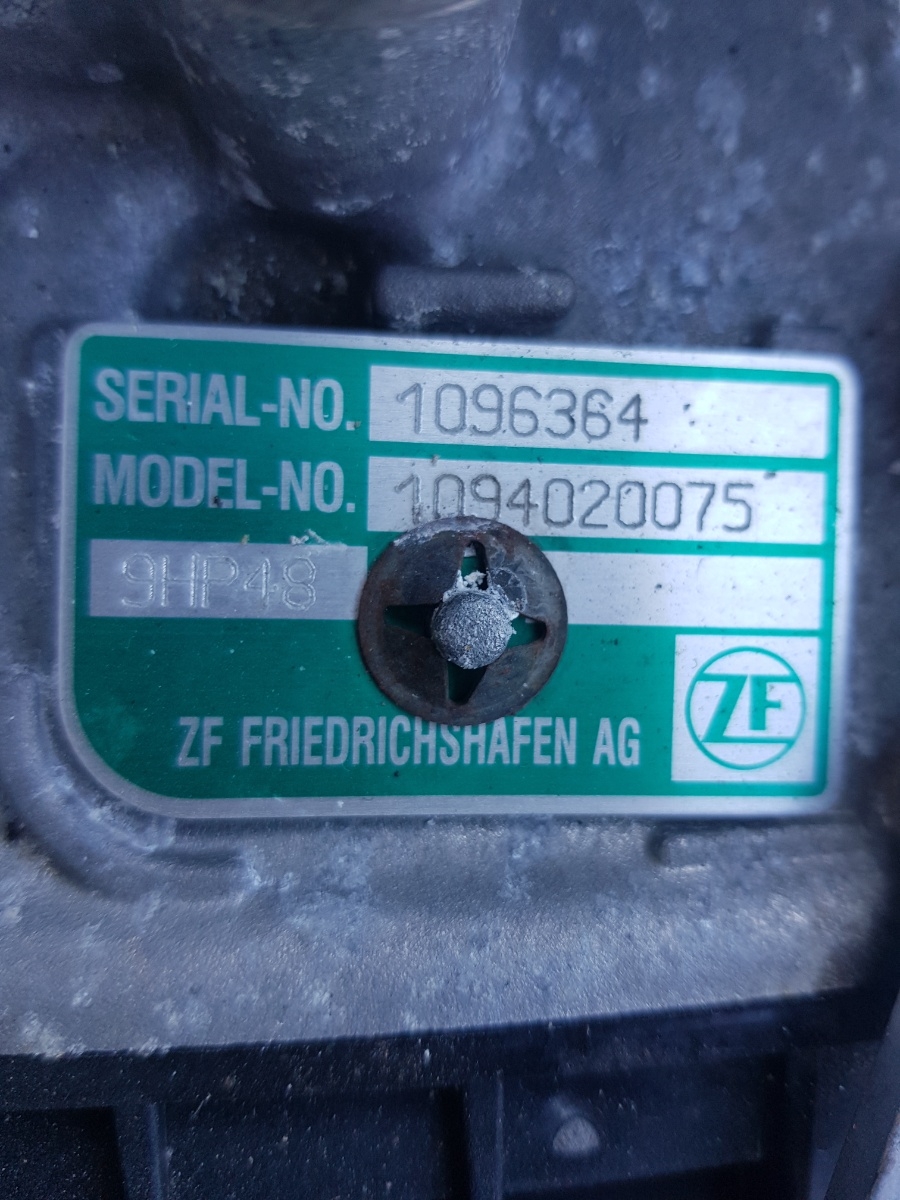 SERIAL-NO. 1096364
MODEL-NO. 1094020075
9HP48
ZF FRIEDRICHSHAFEN AG
ZF